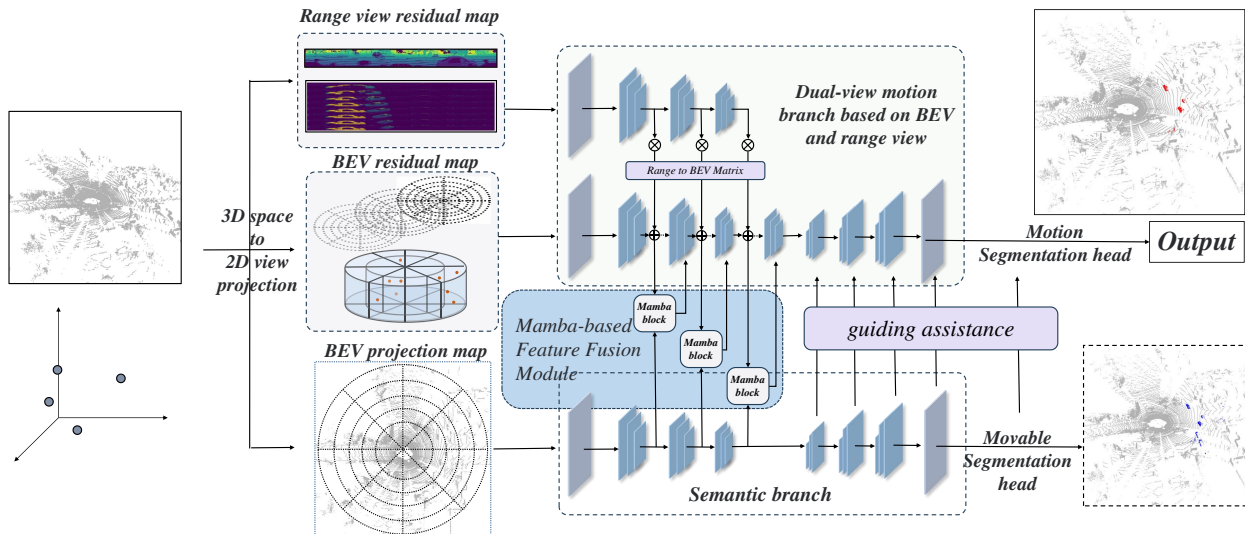 Range view residual map
Dual-view motion
branch based on BEV
and range view
BEV residual map
Range to BEV Matrix
3D space
to
2D view
projection
Motion
Segmentation head
Output
Mamba-based
Feature Fusion
Module
Mamba
block
Mamba
block
Mamba
block
guiding assistance
BEV projection map
Semantic branch
Movable
Segmentation
head